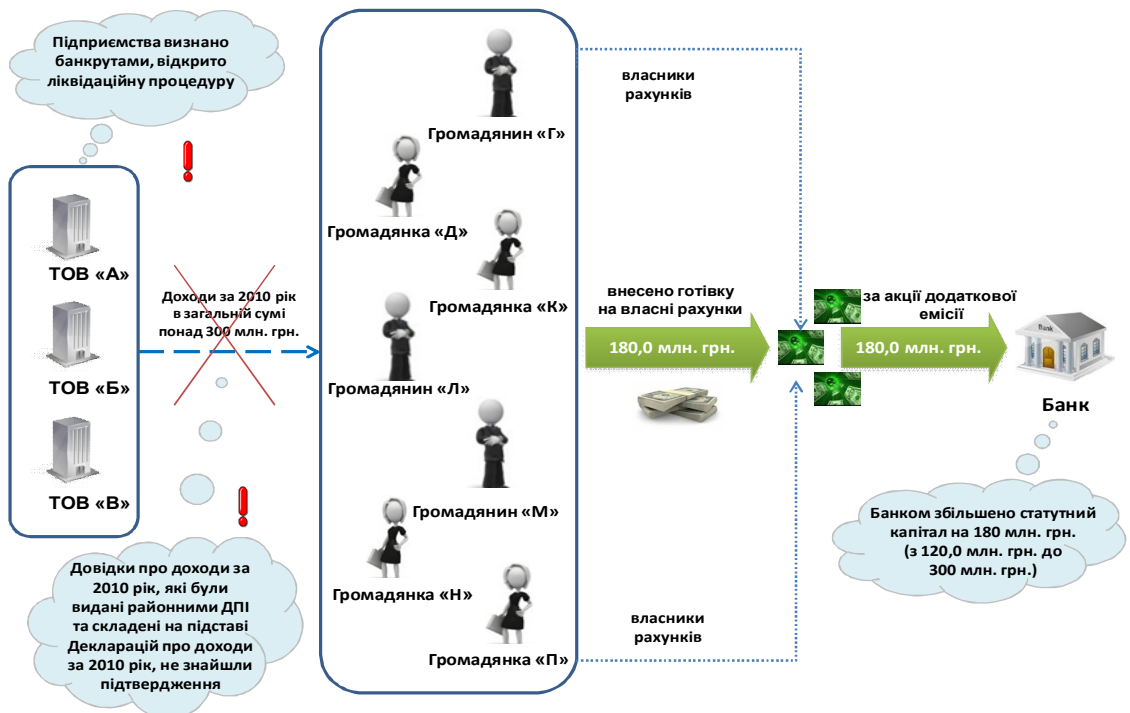 Підприємства визнано
банкрутами, відкрито
ліквідаційну процедуру
ТОВ «А»
ТОВ «Б»
ТОВ «В»
Доходи за 2010 рік
в загальній сумі
понад 300 млн. грн.
Довідки про доходи за
2010 рік, які були
видані районними ДПІ
та складені на підставі
Декларацій про доходи
за 2010 рік, не знайшли
підтвердження
Громадянин «Г»
Громадянка «Д»
Громадянка «К»
Громадянин «Л»
Громадянин «М»
Громадянка «Н»
Громадянка «П»
власники
рахунків
внесено готівку
на власні рахунки
180,0 млн. грн.
власники
рахунків
за акції додаткової
емісії
180,0 млн. грн.
Bank
Банк
Банком збільшено статутний
капітал на 180 млн. грн.
(з 120,0 млн. грн. до
300 млн. грн.)